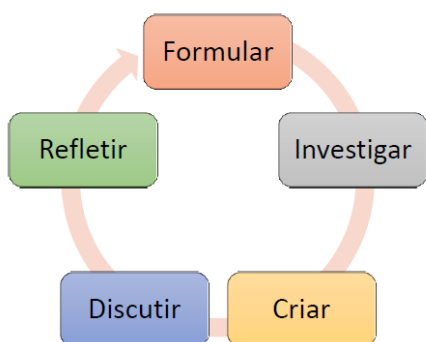 Formular
Investigar
Criar
Discutir
Refletir